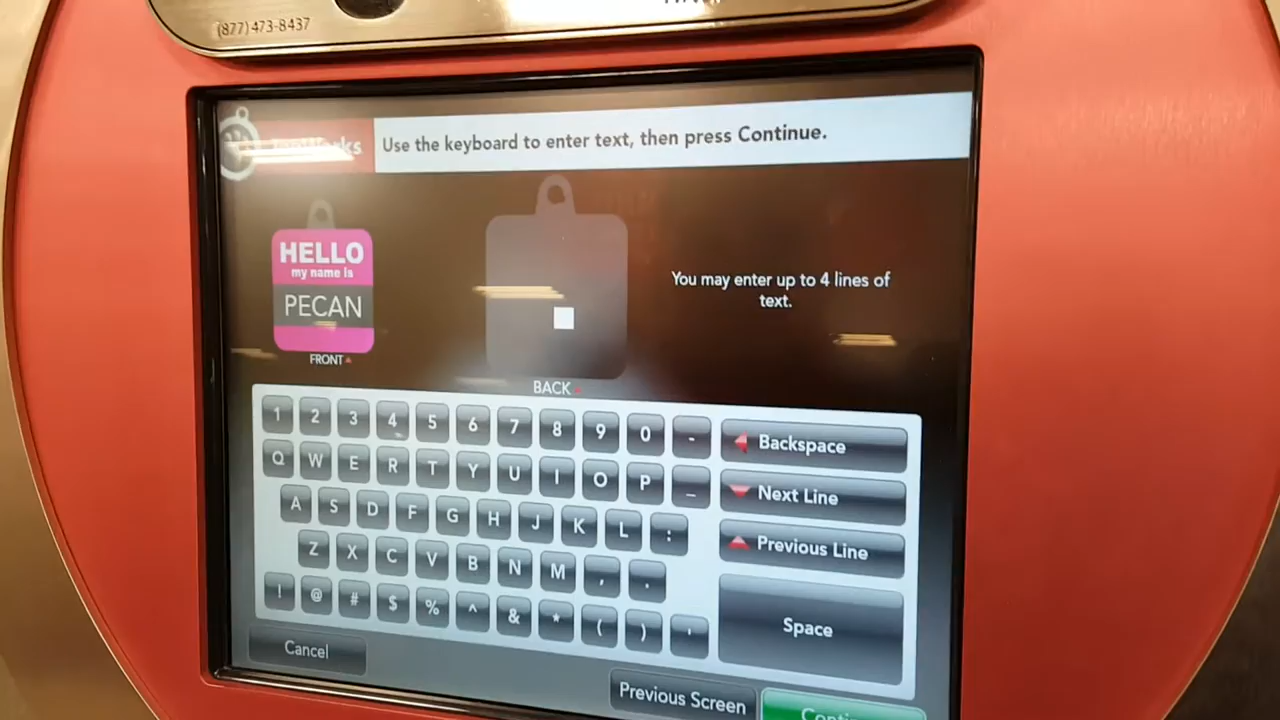 (877) 473-8437
Use the keyboard to enter text, then press Continue.
HELLO
my name is
PECAN
FRONT
BACK
You may enter up to 4 lines of
text.
1 2 3 4 5 6 7 8 9 0 - Backspace
Q W E R T Y U I O P _ Next Line
A S D F G H J K L : Previous Line
Z X C V B N M , .
! @ # $ % ^ & * ( ) ' Space
Cancel
Previous Screen